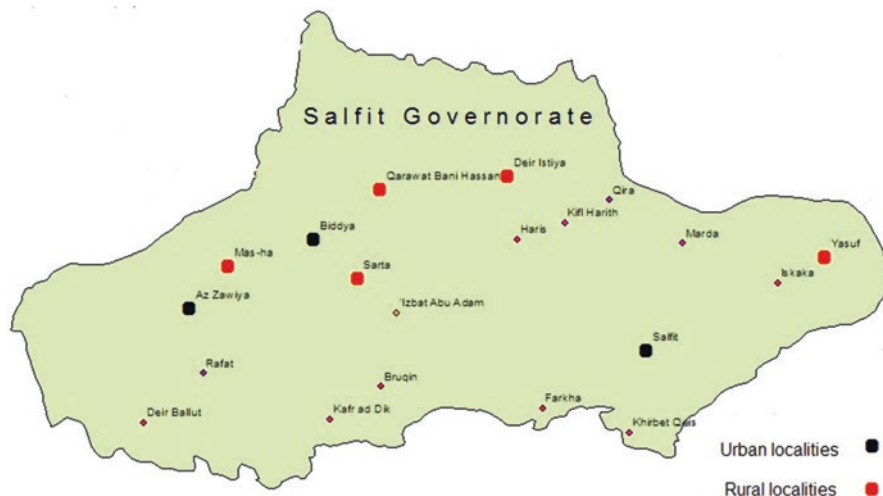 Salfit Governorate
Deir Istiya
Qarawat Bani Hassan
Qira
Kifl Harith
Biddya
Haris
Marda
Yasuf
Mas-ha
Sarta
Iskaka
Az Zawiya
'Izbat Abu Adam
Salfit
Rafat
Bruqin
Farkha
Deir Ballut
Kafr ad Dik
Khirbet Qeis
Urban localities
Rural localities